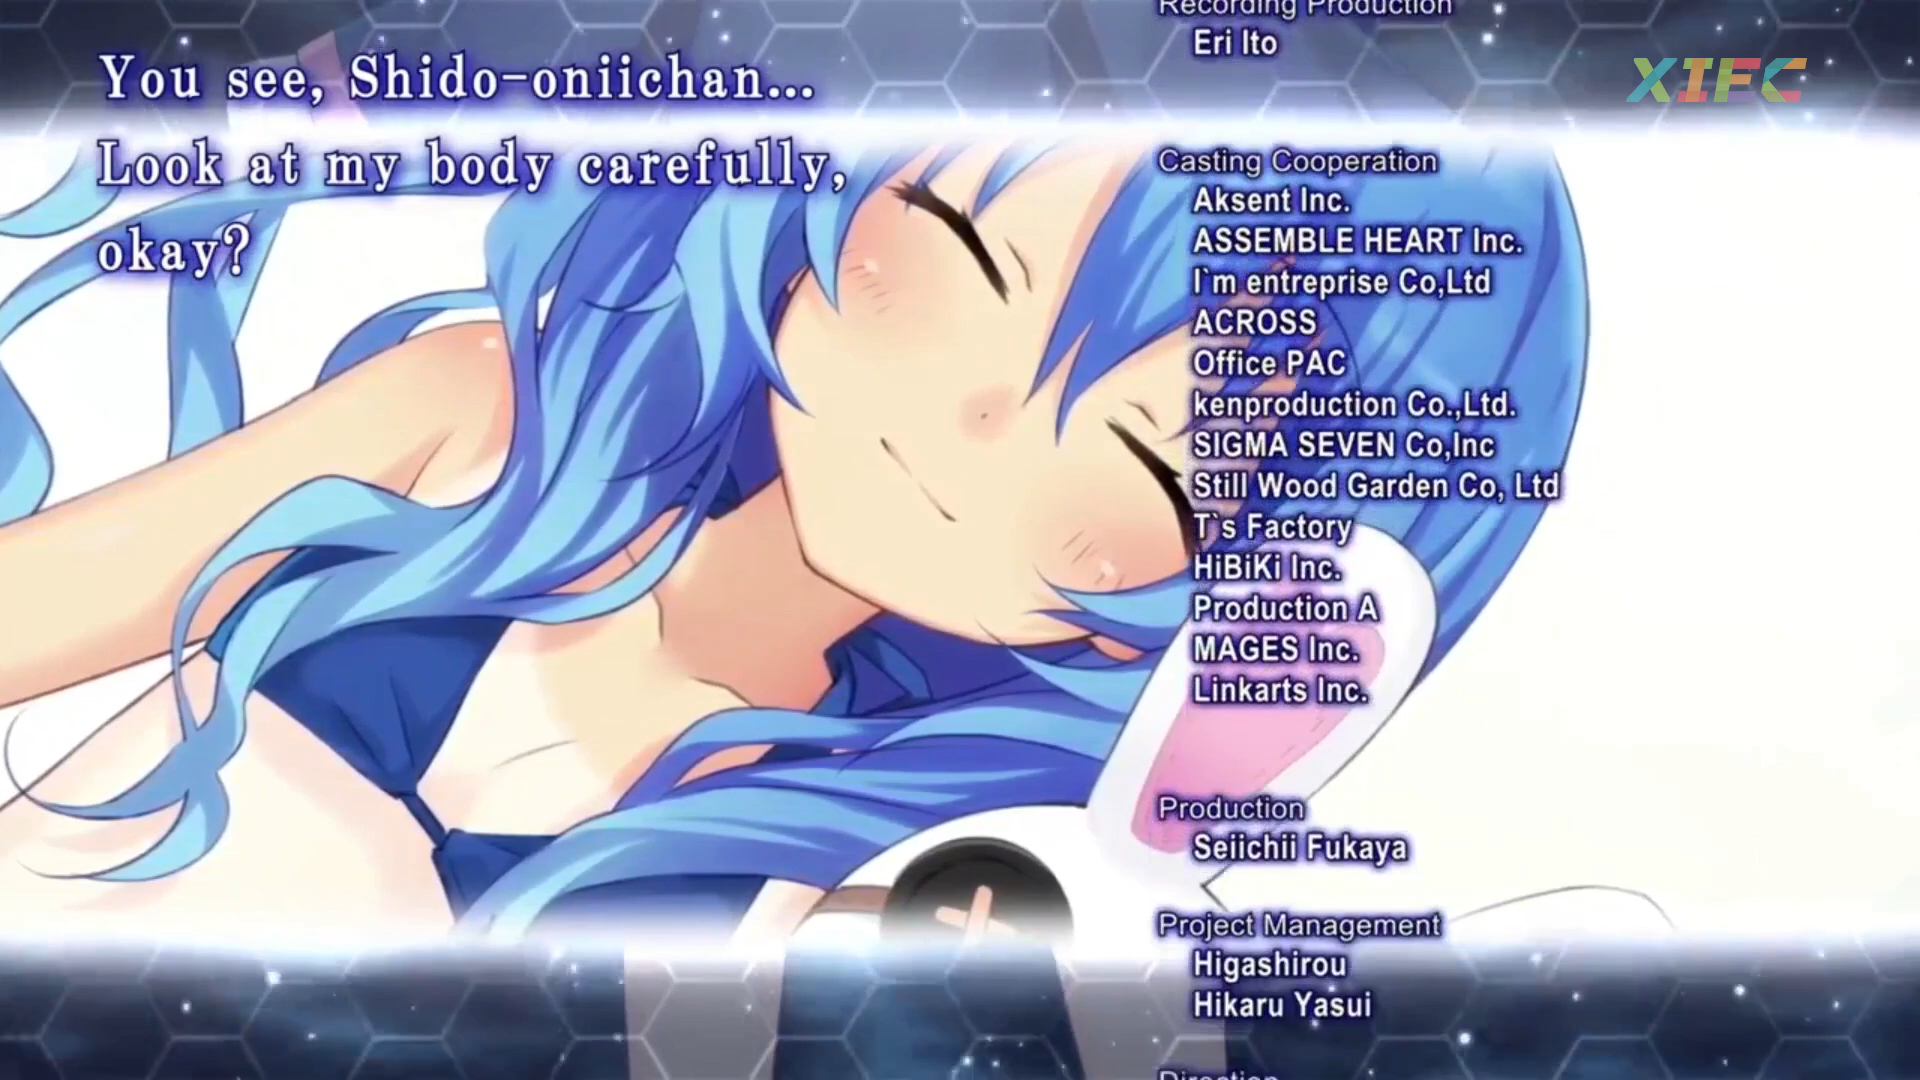 You see, Shido-oniichan...
Look at my body carefully,
okay?
XIFC
Recording Production
Eri Ito
Casting Cooperation
Aksent Inc.
ASSEMBLE HEART Inc.
I`m entreprise Co,Ltd
ACROSS
Office PAC
kenproduction Co.,Ltd.
SIGMA SEVEN Co,Inc
Still Wood Garden Co, Ltd
T`s Factory
HiBiKi Inc.
Production A
MAGES Inc.
Linkarts Inc.
Production
Seiichii Fukaya
Project Management
Higashirou
Hikaru Yasui
Direction